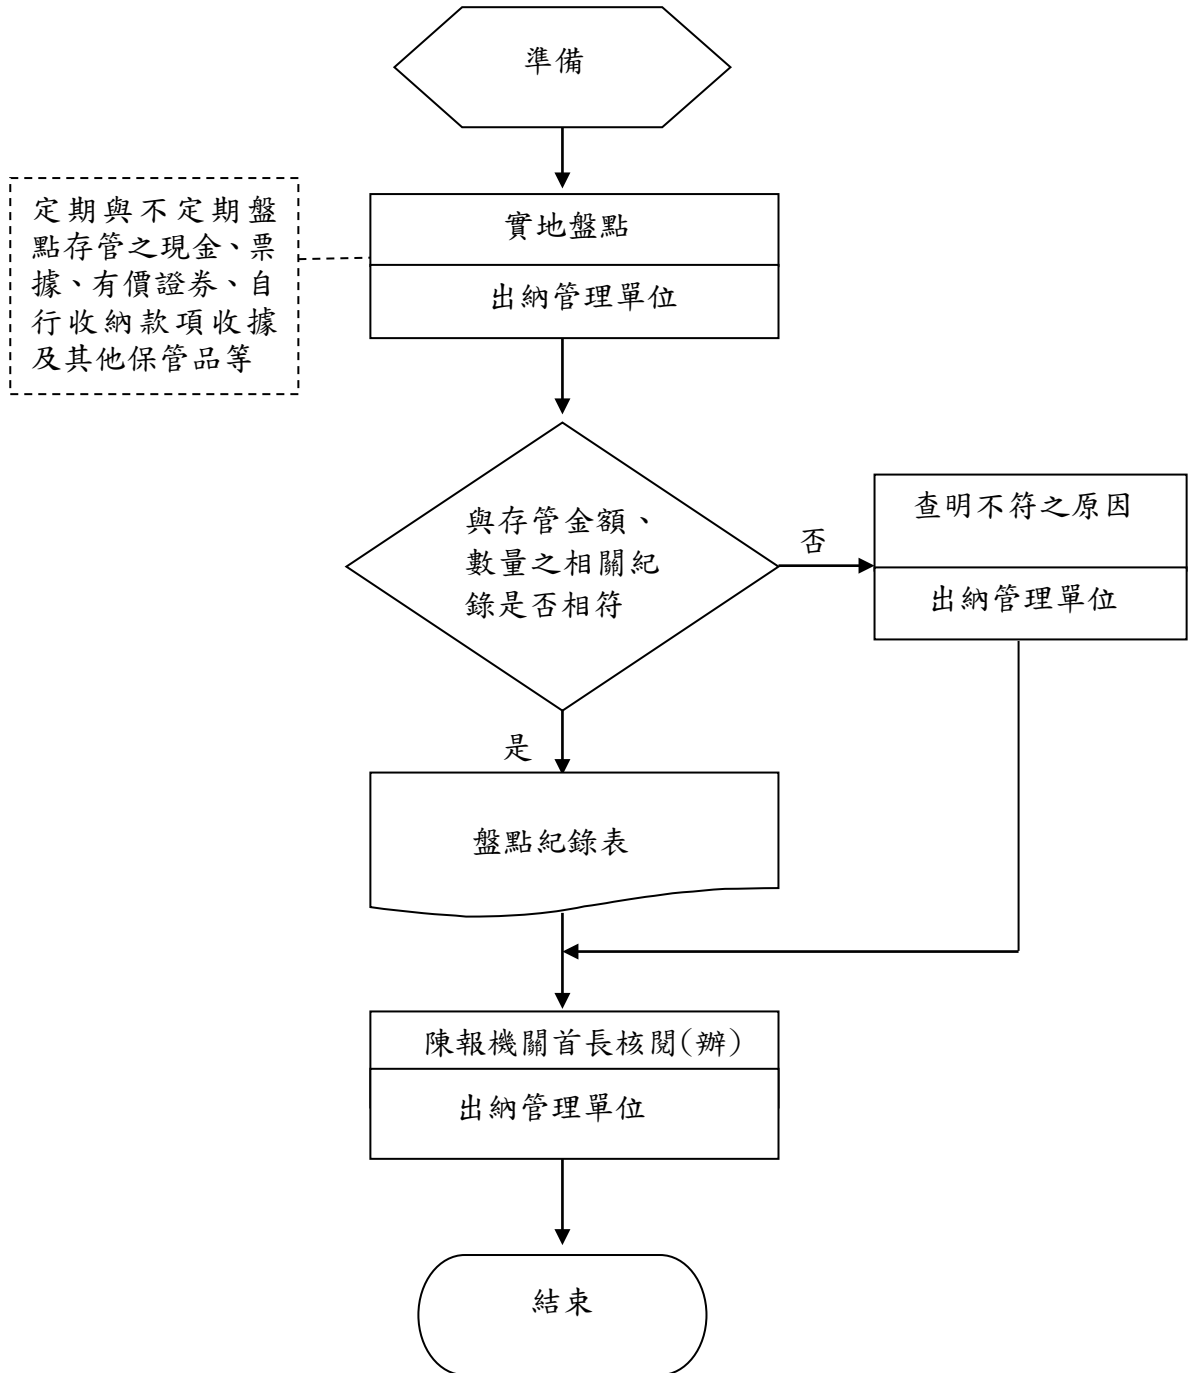 準備
定期與不定期盤
點存管之現金、票
據、有價證券、自
行收納款項收據
及其他保管品等
實地盤點
出納管理單位
與存管金額、
數量之相關紀
錄是否相符
否
查明不符之原因
出納管理單位
是
盤點紀錄表
陳報機關首長核閱(辦)
出納管理單位
結束